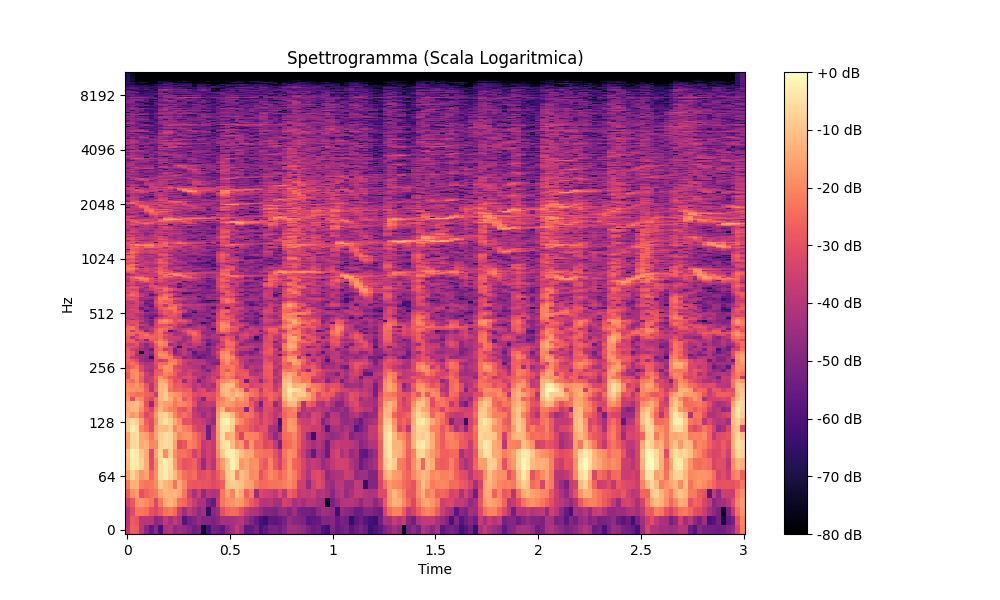 Spettrogramma (Scala Logaritmica)
Hz
8192
4096
2048
1024
512
256
128
64
0
0 0.5 1 1.5 2 2.5 3
Time
+0 dB
-10 dB
-20 dB
-30 dB
-40 dB
-50 dB
-60 dB
-70 dB
-80 dB